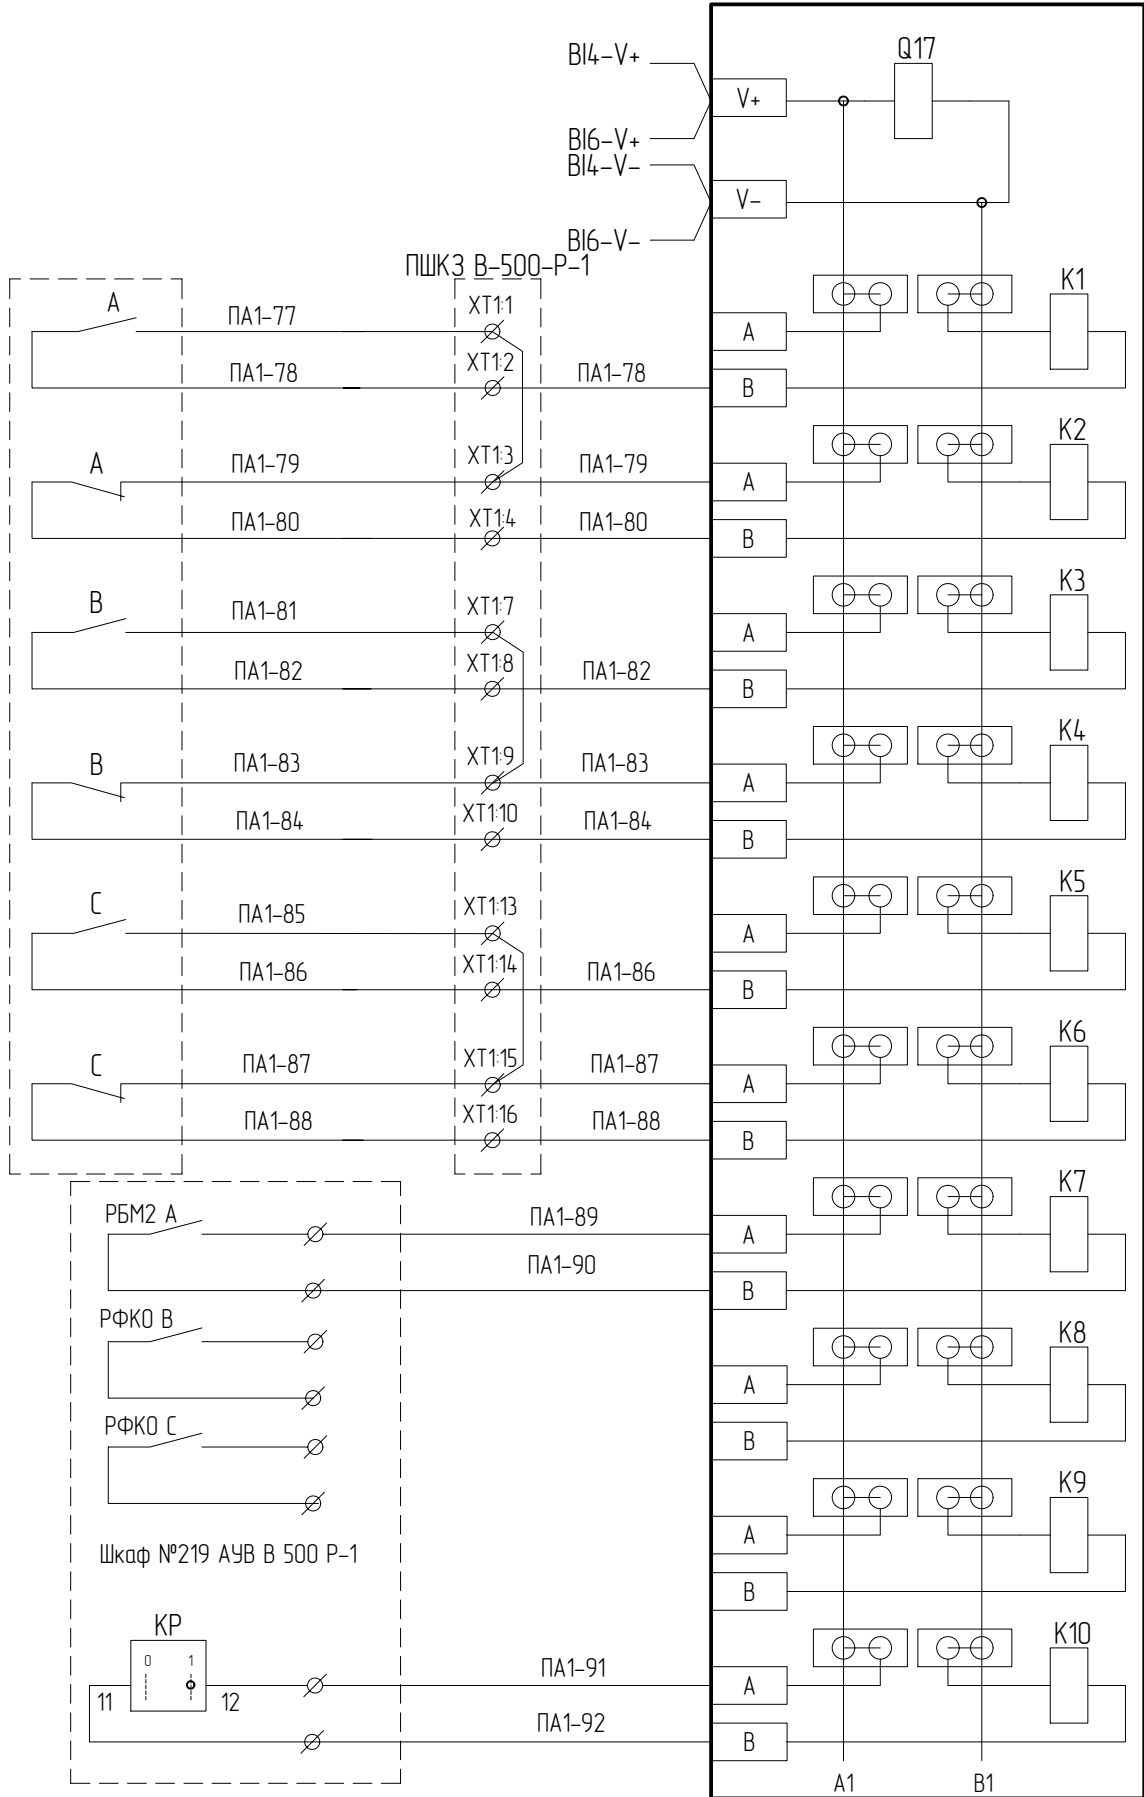 BI4-V+
Q17
V+
BI6-V+
BI4-V-
V-
BI6-V-
ПШКЗ В-500-Р-1
А
ПА1-77
XT1:1
K1
A
ПА1-78
XT1:2
ПА1-78
B
А
ПА1-79
XT1:3
ПА1-79
K2
A
ПА1-80
XT1:4
ПА1-80
B
В
ПА1-81
XT1:7
K3
A
ПА1-82
XT1:8
ПА1-82
B
В
ПА1-83
XT1:9
ПА1-83
K4
A
ПА1-84
XT1:10
ПА1-84
B
С
ПА1-85
XT1:13
K5
A
ПА1-86
XT1:14
ПА1-86
B
С
ПА1-87
XT1:15
ПА1-87
K6
A
ПА1-88
XT1:16
ПА1-88
B
РБМ2 А
ПА1-89
K7
A
ПА1-90
B
РФКО В
K8
A
РФКО С
B
K9
A
Шкаф №219 АУВ В 500 Р-1
B
КР
0 1
11
12
ПА1-91
K10
A
ПА1-92
B
A1
B1